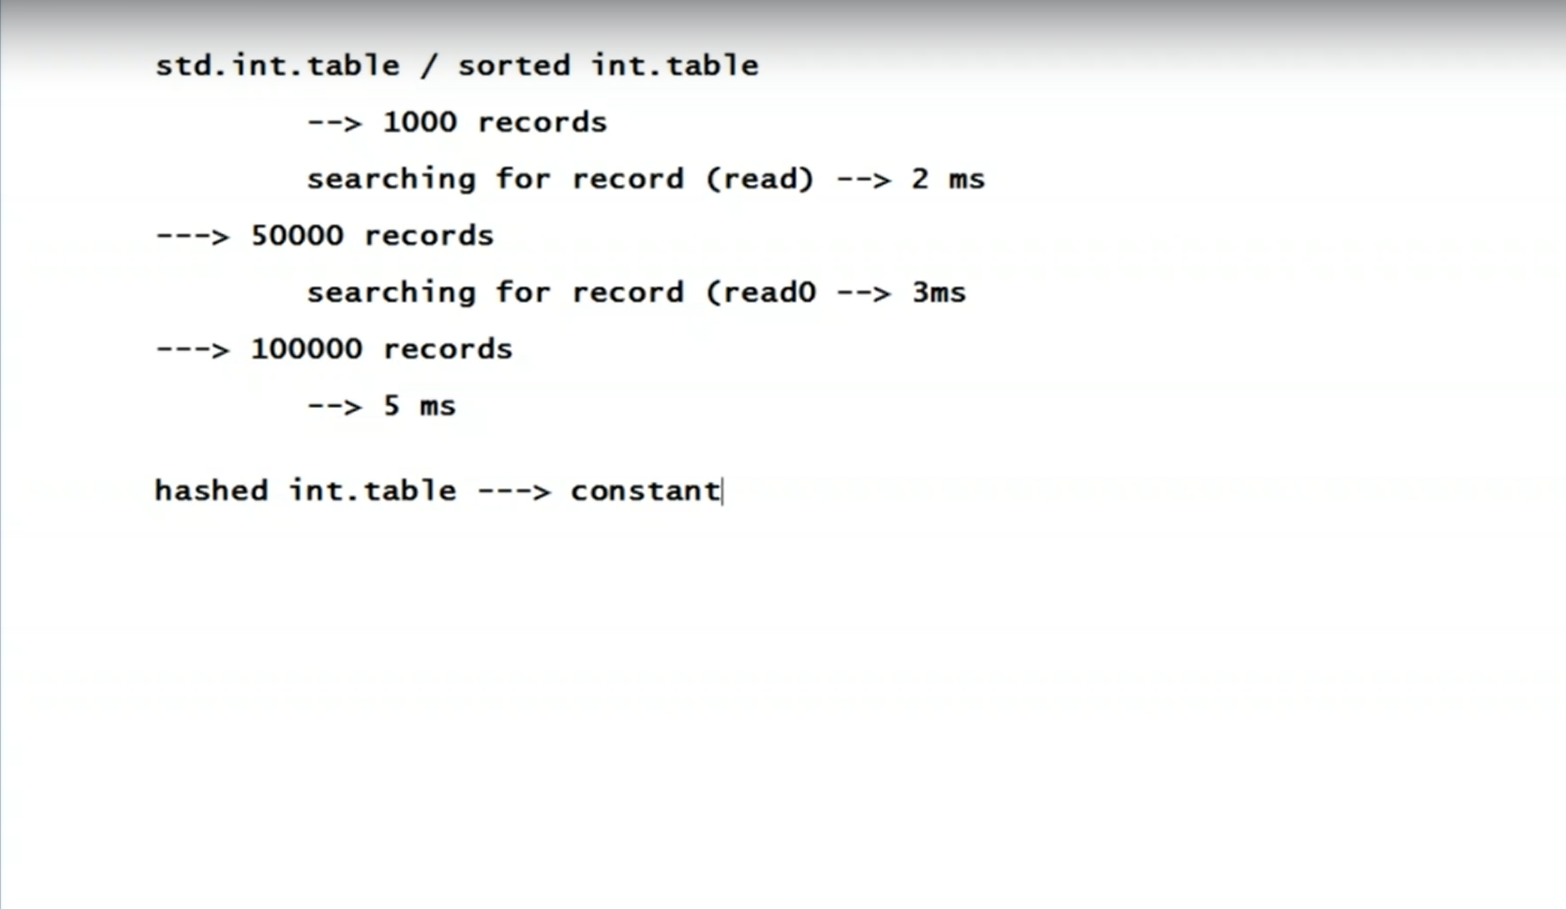 std.int.table / sorted int.table
--> 1000 records
searching for record (read) --> 2 ms
---> 50000 records
searching for record (read0 --> 3ms
---> 100000 records
--> 5 ms
hashed int.table ---> constant